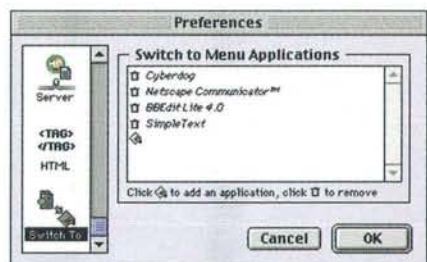 Preferences
Server
<TAG>
</TAG>
HTML
Switch To
Switch to Menu Applications
Cyberdog
Netscape Communicator™
BBEdit Lite 4.0
SimpleText
Click to add an application, click to remove
Cancel
OK